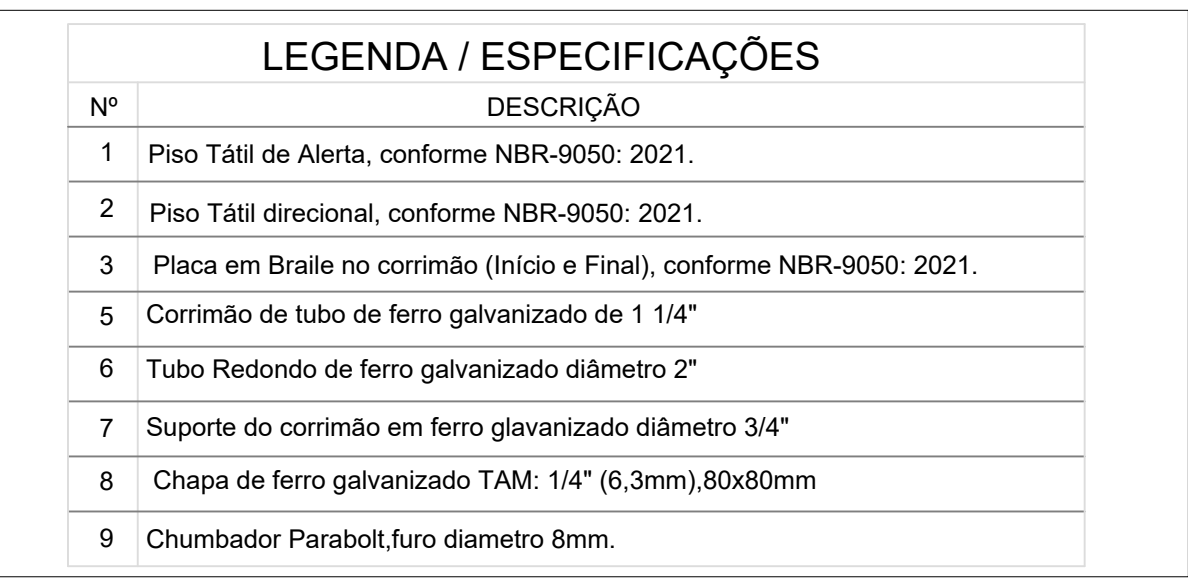 LEGENDA / ESPECIFICAÇÕES
Nº DESCRIÇÃO
1 Piso Tátil de Alerta, conforme NBR-9050: 2021.
2 Piso Tátil direcional, conforme NBR-9050: 2021.
3 Placa em Braile no corrimão (Início e Final), conforme NBR-9050: 2021.
5 Corrimão de tubo de ferro galvanizado de 1 1/4"
6 Tubo Redondo de ferro galvanizado diâmetro 2"
7 Suporte do corrimão em ferro glavanizado diâmetro 3/4"
8 Chapa de ferro galvanizado TAM: 1/4" (6,3mm),80x80mm
9 Chumbador Parabolt,furo diametro 8mm.